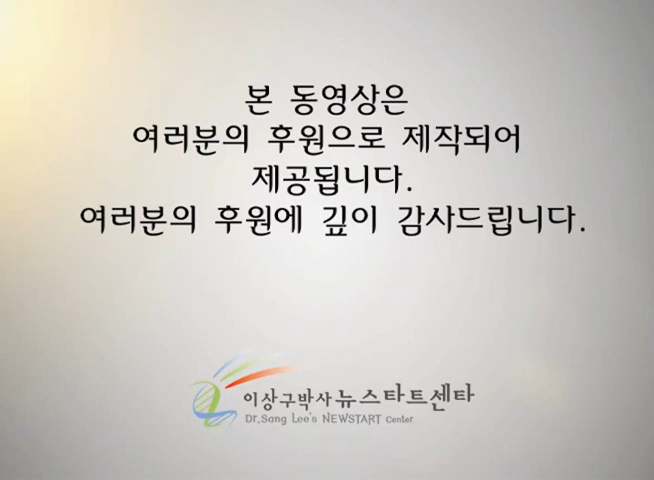 본 동영상은
여러분의 후원으로 제작되어
제공됩니다.
여러분의 후원에 깊이 감사드립니다.
이상구박사뉴스타트센타
Dr.Sang Lee's NEWSTART Center